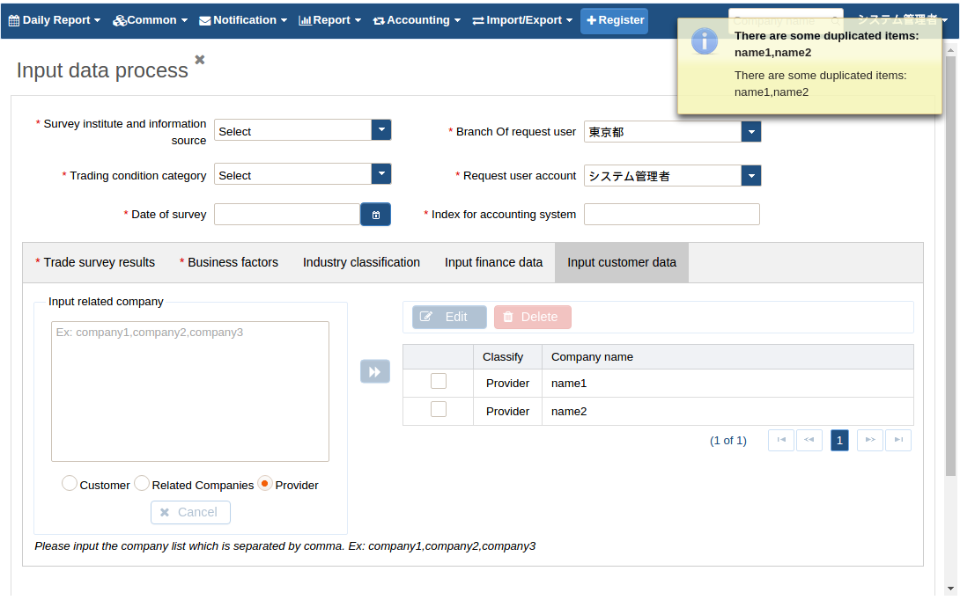 Daily Report Common Notification Report Accounting Import/Export Register Company name システム管理者
There are some duplicated items:
name1,name2
There are some duplicated items:
name1,name2
Input data process
* Survey institute and information
source
Select
* Branch Of request user
東京都
* Trading condition category
Select
* Request user account
システム管理者
* Date of survey
* Index for accounting system
* Trade survey results * Business factors Industry classification Input finance data Input customer data
Input related company
Ex: company1,company2,company3
Customer Related Companies Provider
Cancel
Edit Delete
Classify Company name
Provider name1
Provider name2
(1 of 1) 1
Please input the company list which is separated by comma. Ex: company1,company2,company3